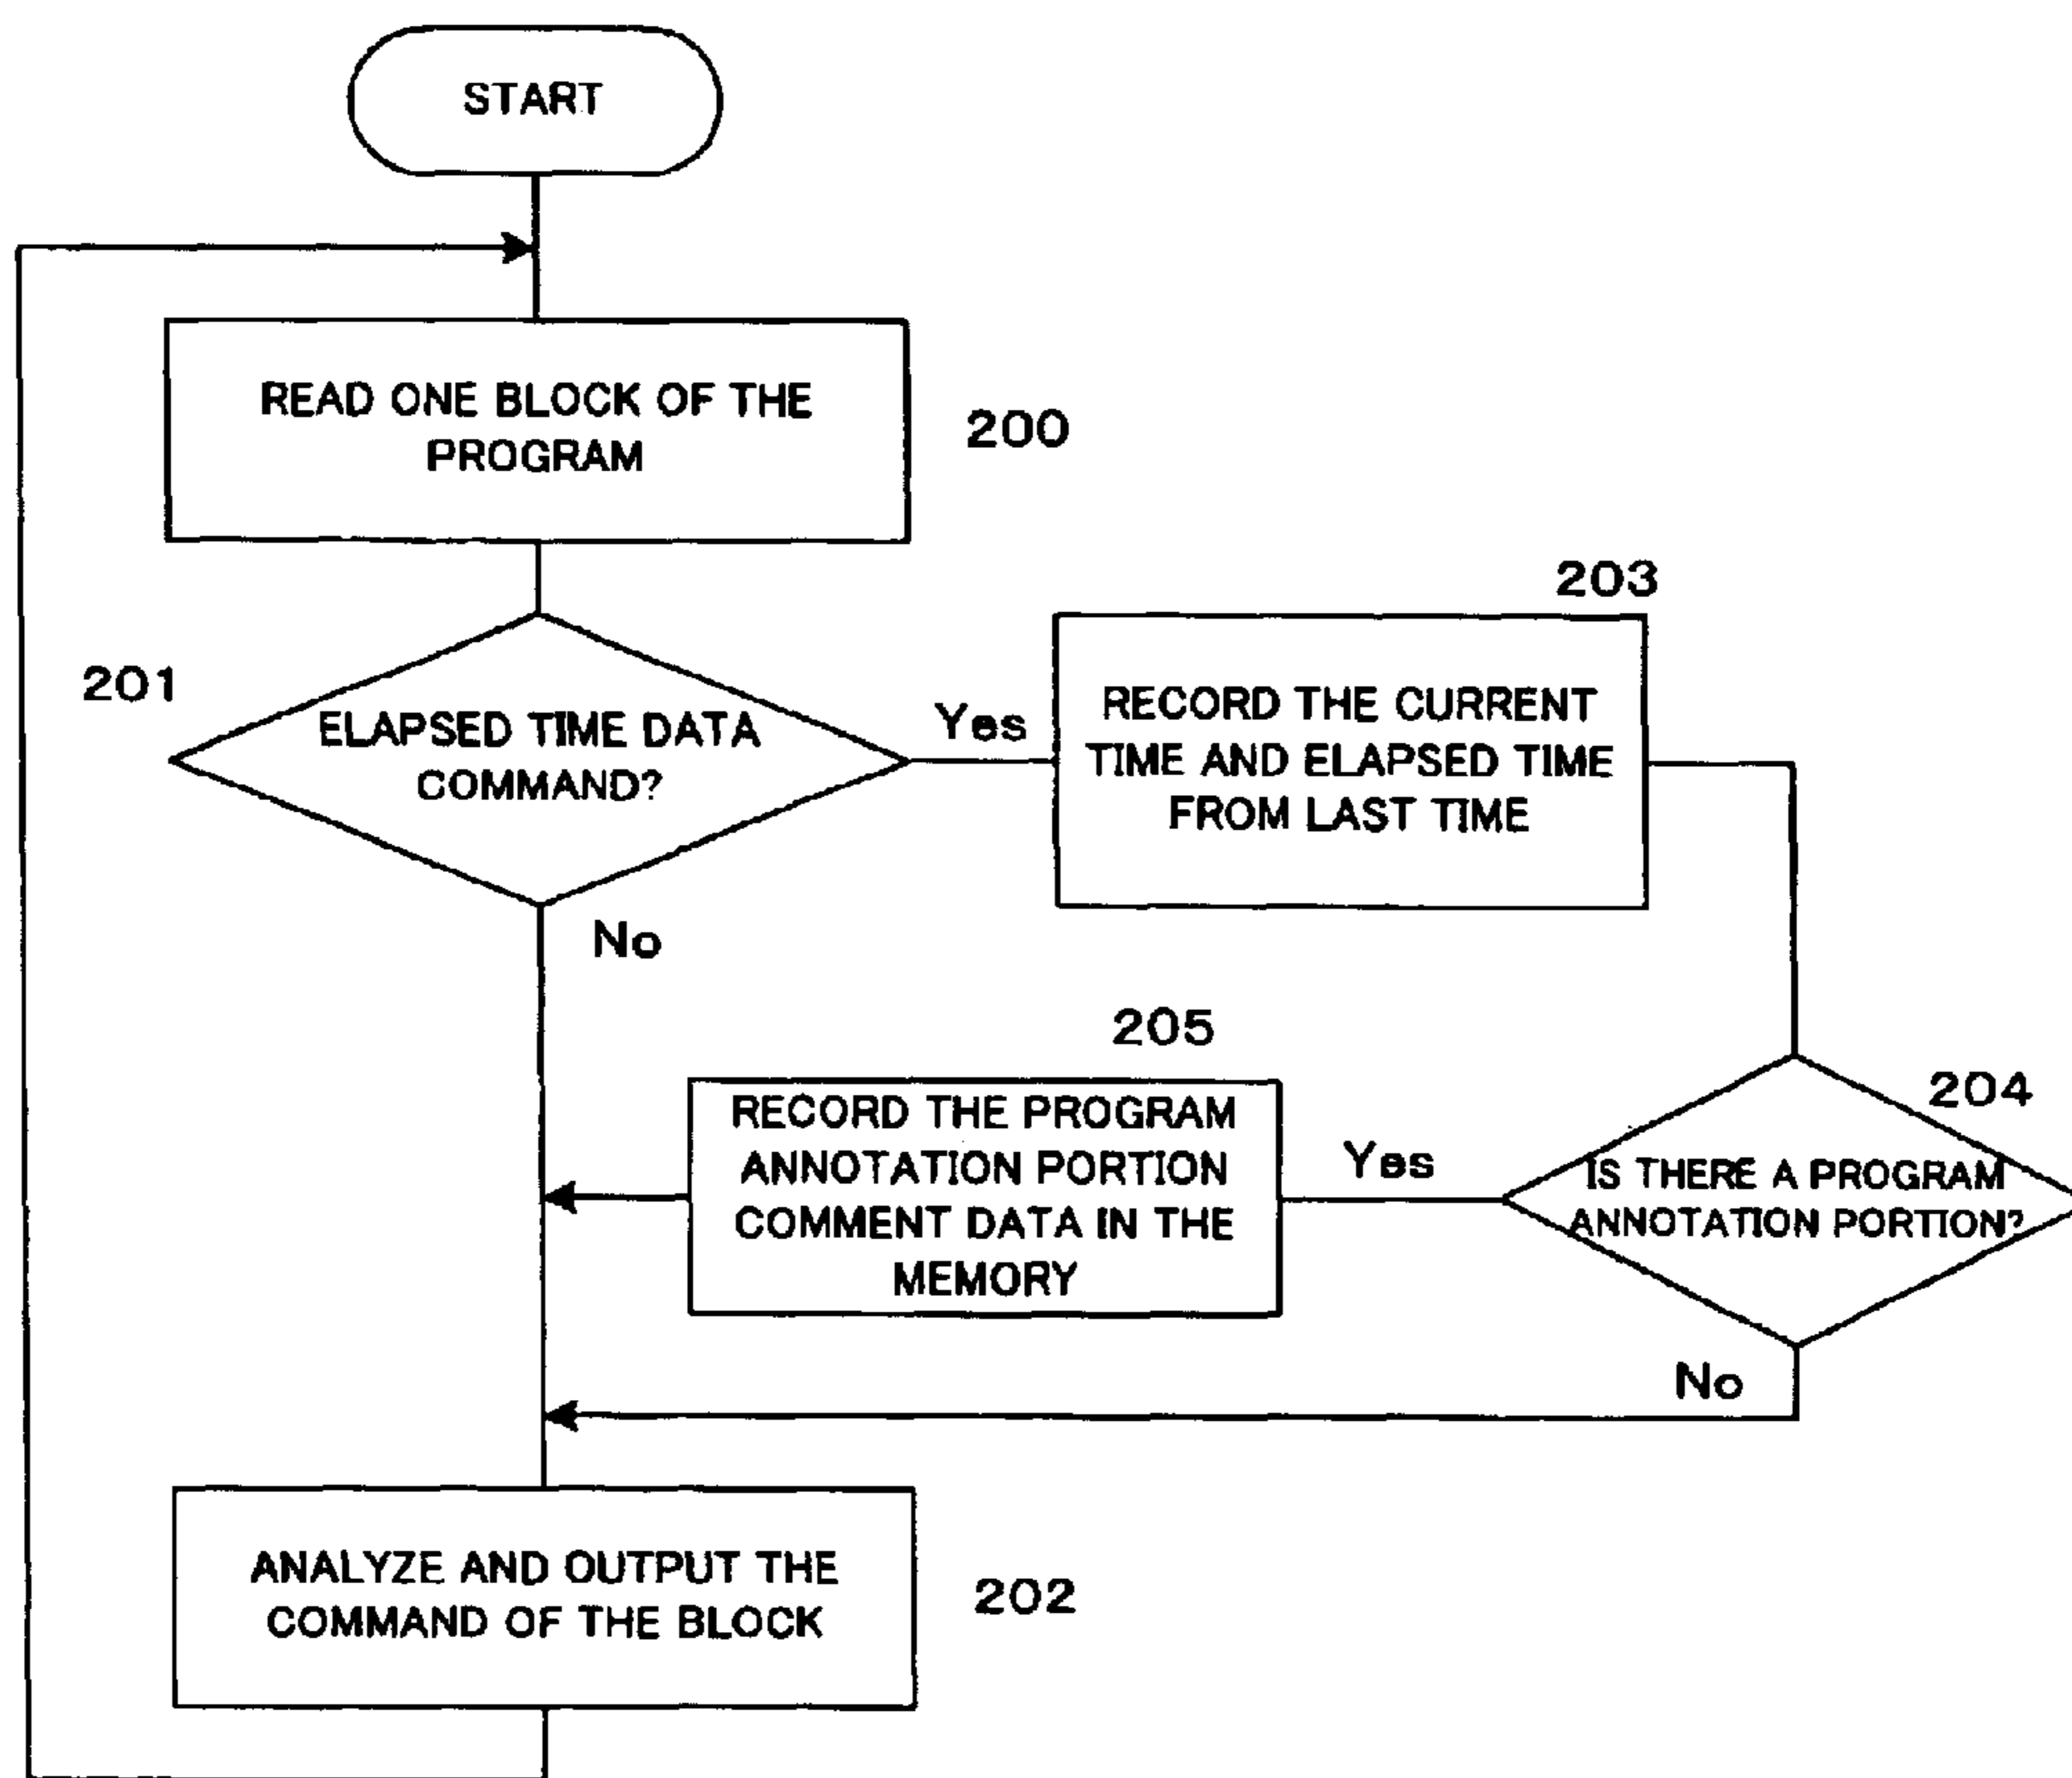 START
READ ONE BLOCK OF THE
PROGRAM
200
201
ELAPSED TIME DATA
COMMAND?
Yes
No
203
RECORD THE CURRENT
TIME AND ELAPSED TIME
FROM LAST TIME
204
IS THERE A PROGRAM
ANNOTATION PORTION?
Yes
No
205
RECORD THE PROGRAM
ANNOTATION PORTION
COMMENT DATA IN THE
MEMORY
ANALYZE AND OUTPUT THE
COMMAND OF THE BLOCK
202